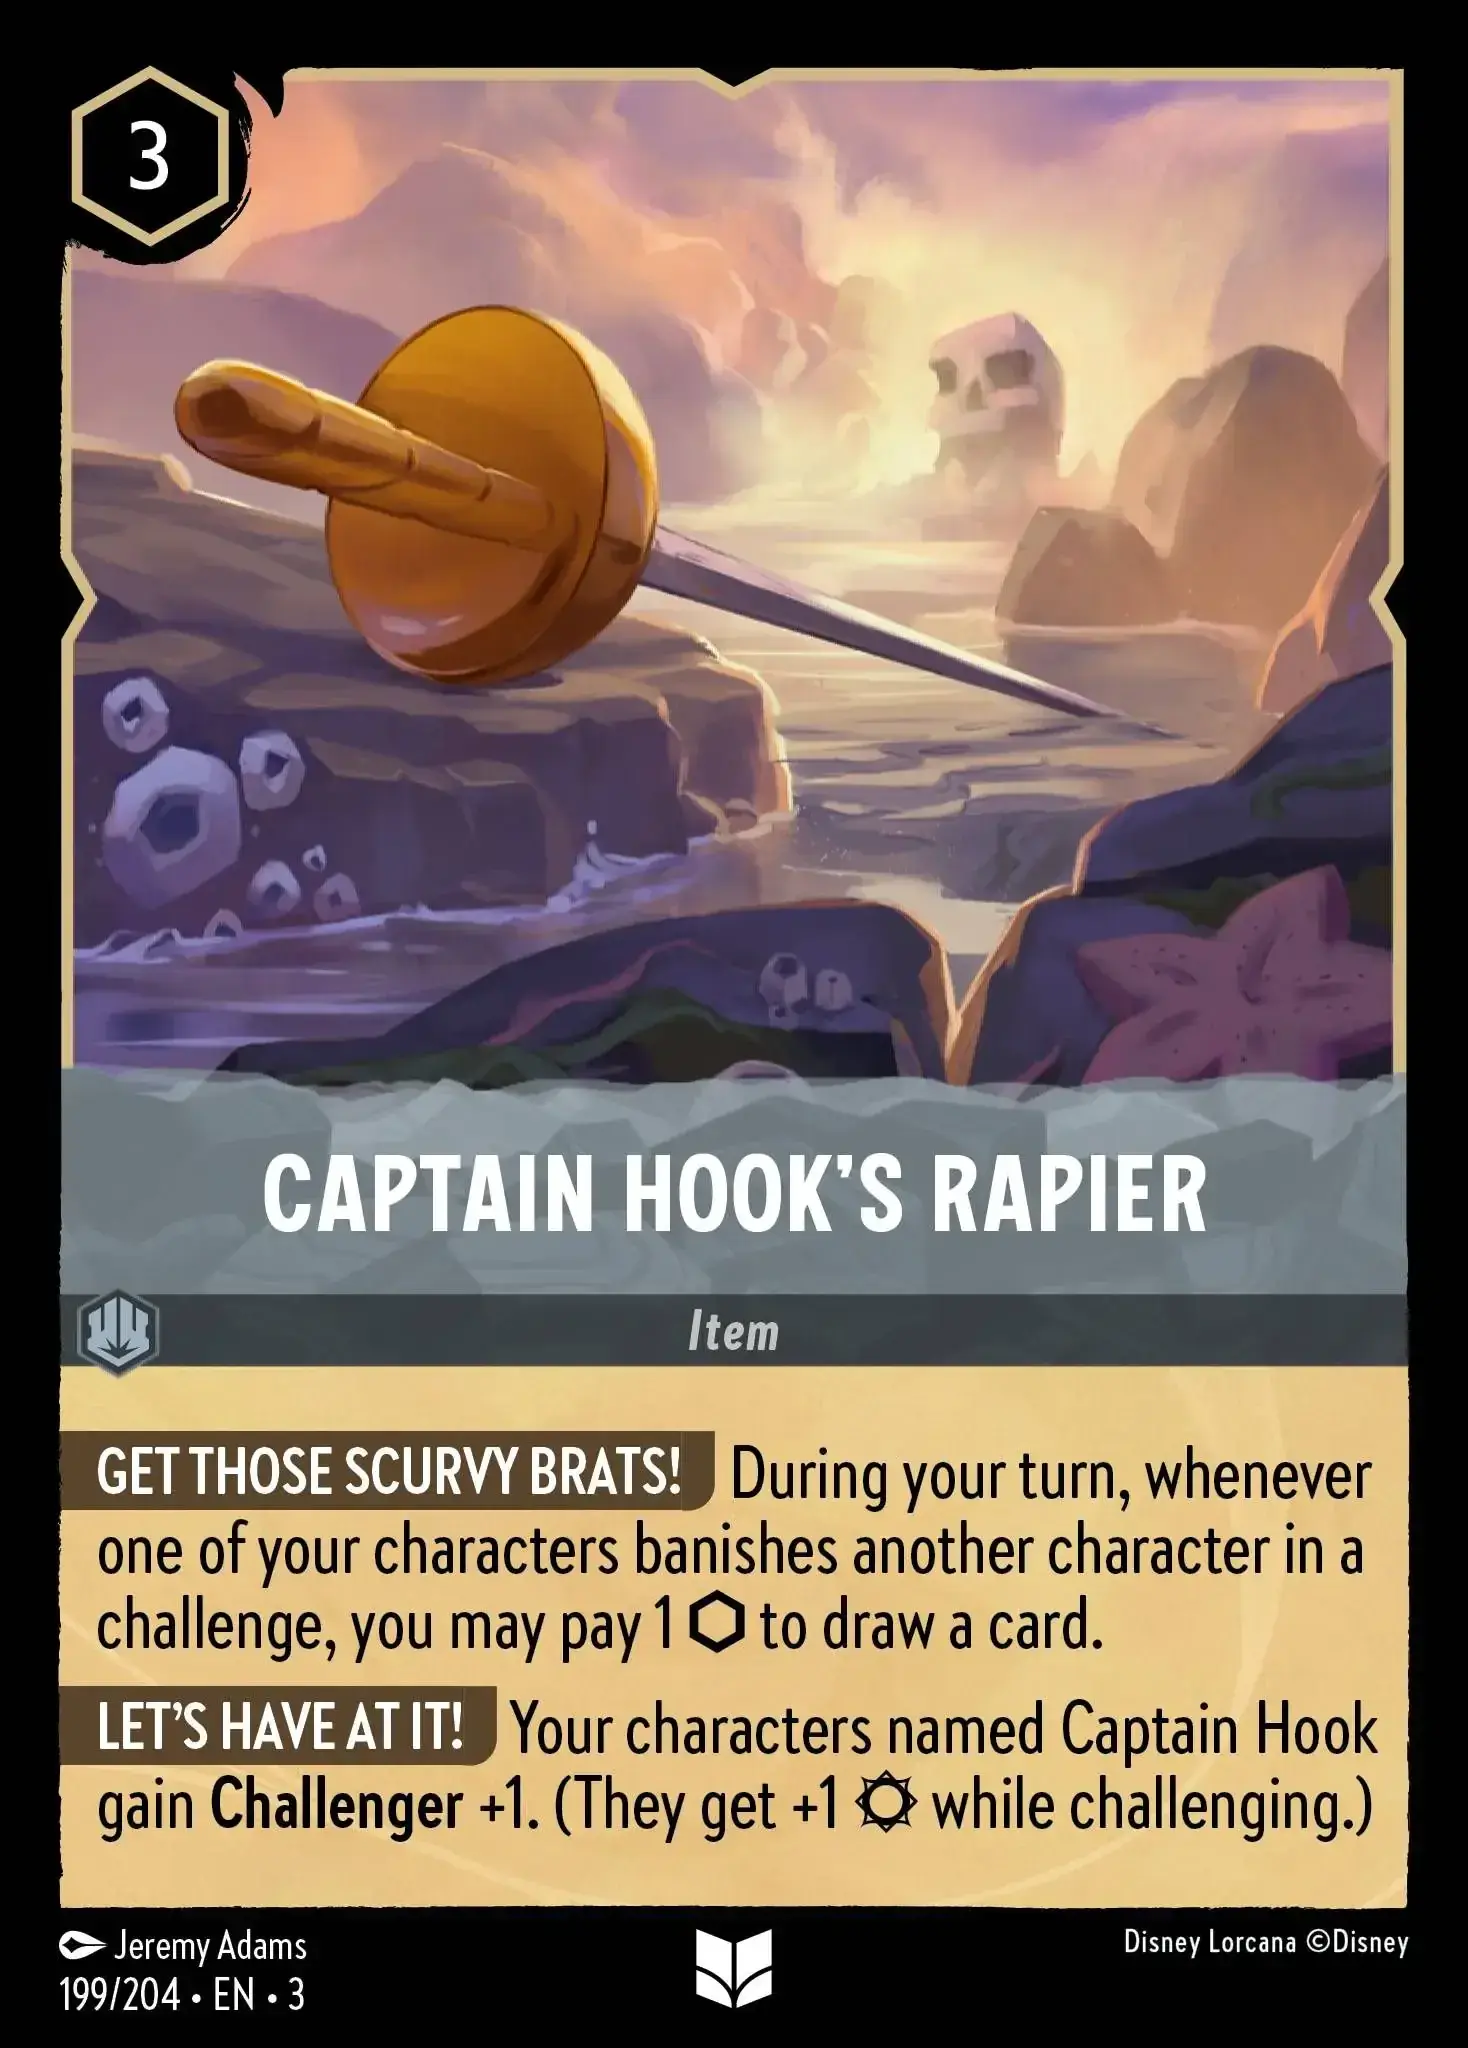 3
CAPTAIN HOOK’S RAPIER
Item
GET THOSE SCURVY BRATS! During your turn, whenever
one of your characters banishes another character in a
challenge, you may pay 1 ⬡ to draw a card.
LET’S HAVE AT IT! Your characters named Captain Hook
gain Challenger +1. (They get +1 ¤ while challenging.)
Jeremy Adams
199/204 • EN • 3
Disney Lorcana ©Disney